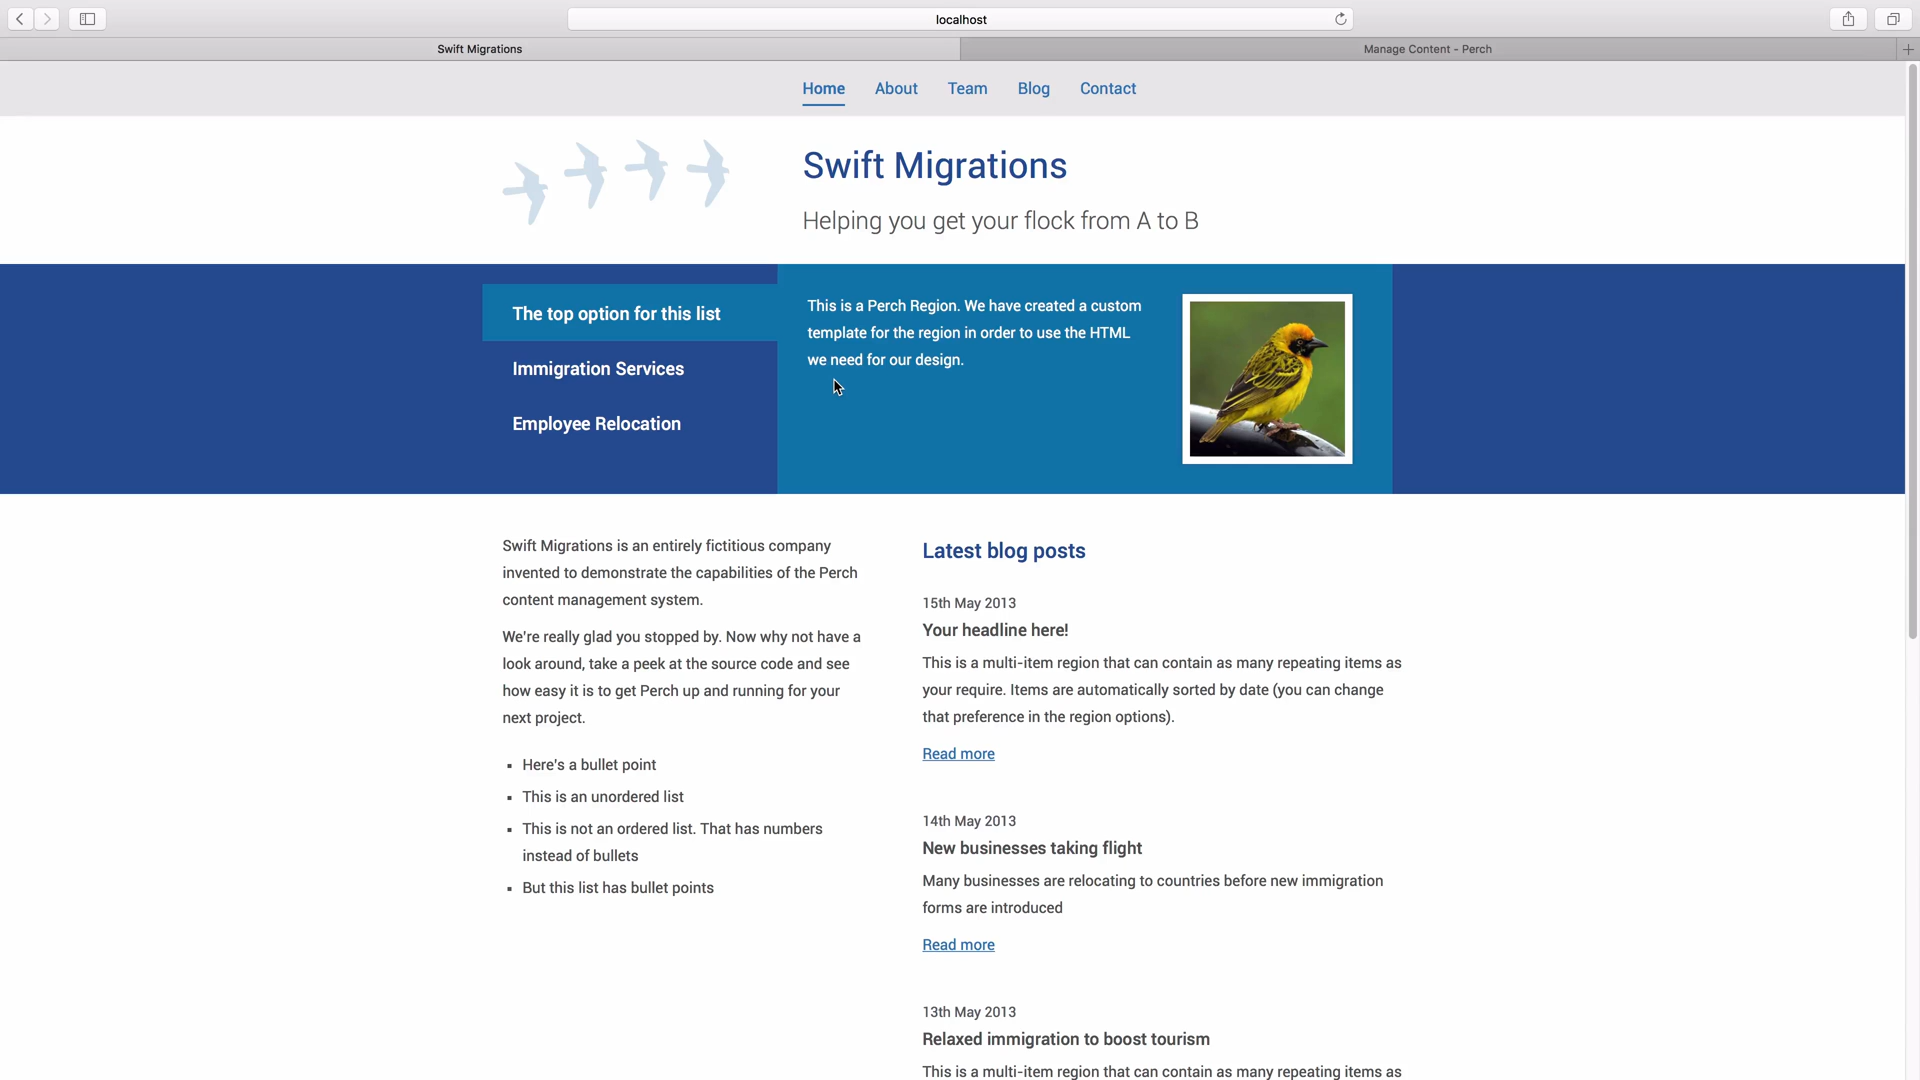 localhost
Swift Migrations
Manage Content - Perch
Home About Team Blog Contact
Swift Migrations
Helping you get your flock from A to B
The top option for this list
Immigration Services
Employee Relocation
This is a Perch Region. We have created a custom
template for the region in order to use the HTML
we need for our design.
Swift Migrations is an entirely fictitious company
invented to demonstrate the capabilities of the Perch
content management system.
We're really glad you stopped by. Now why not have a
look around, take a peek at the source code and see
how easy it is to get Perch up and running for your
next project.
Here's a bullet point
This is an unordered list
This is not an ordered list. That has numbers
instead of bullets
But this list has bullet points
Latest blog posts
15th May 2013
Your headline here!
This is a multi-item region that can contain as many repeating items as
your require. Items are automatically sorted by date (you can change
that preference in the region options).
Read more
14th May 2013
New businesses taking flight
Many businesses are relocating to countries before new immigration
forms are introduced
Read more
13th May 2013
Relaxed immigration to boost tourism
This is a multi-item region that can contain as many repeating items as